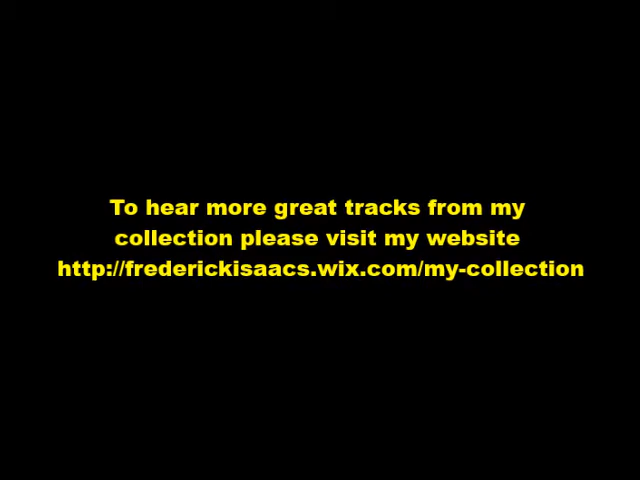 To hear more great tracks from my
collection please visit my website
http://frederickisaacs.wix.com/my-collection